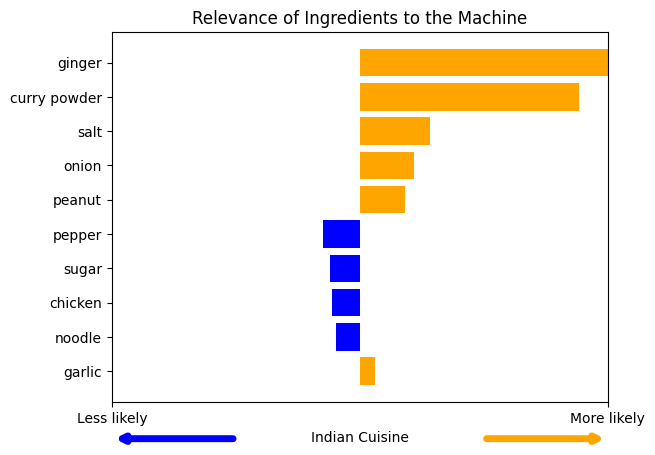 Relevance of Ingredients to the Machine
ginger
curry powder
salt
onion
peanut
pepper
sugar
chicken
noodle
garlic
Less likely More likely
Indian Cuisine